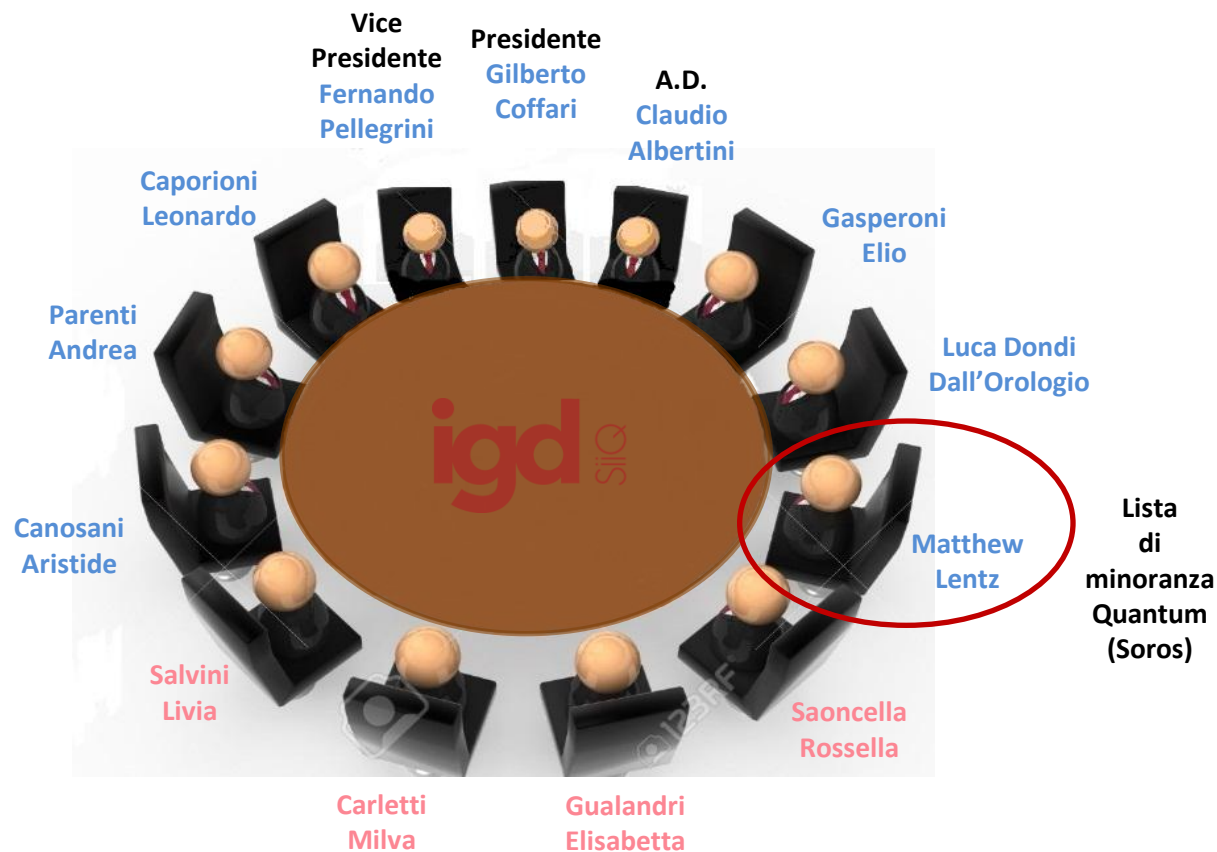 Vice
Presidente
Fernando
Pellegrini
Presidente
Gilberto
Coffari
A.D.
Claudio
Albertini
Caporioni
Leonardo
Gasperoni
Elio
Parenti
Andrea
Luca Dondi
Dall'Orologio
igd
SiiQ
Canosani
Aristide
Matthew
Lentz
Lista
di
minoranza
Quantum
(Soros)
Salvini
Livia
Saoncella
Rossella
123RF
Carletti
Milva
Gualandri
Elisabetta